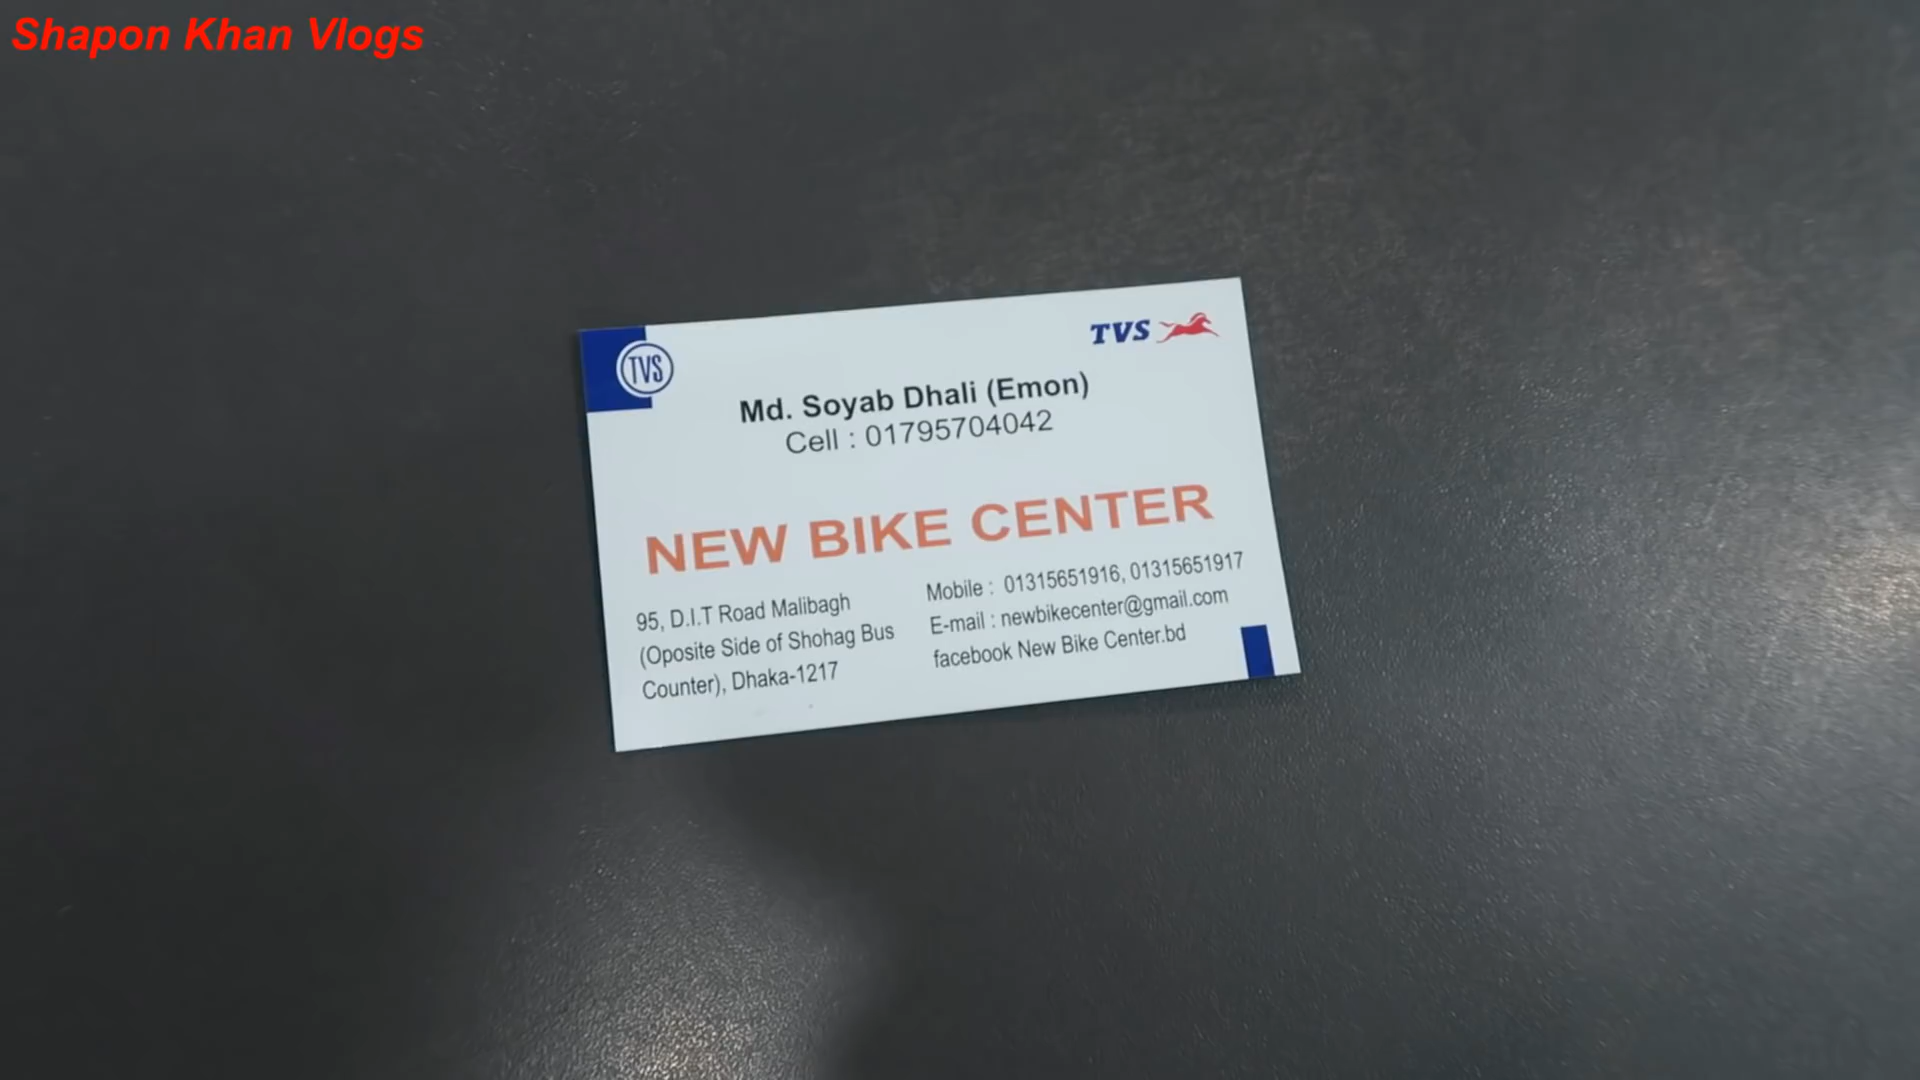 Shapon Khan Vlogs
TVS
TVS
Md. Soyab Dhali (Emon)
Cell : 01795704042
NEW BIKE CENTER
95, D.I.T Road Malibagh
(Oposite Side of Shohag Bus
Counter), Dhaka-1217
Mobile : 01315651916, 01315651917
E-mail : newbikecenter@gmail.com
facebook New Bike Center.bd